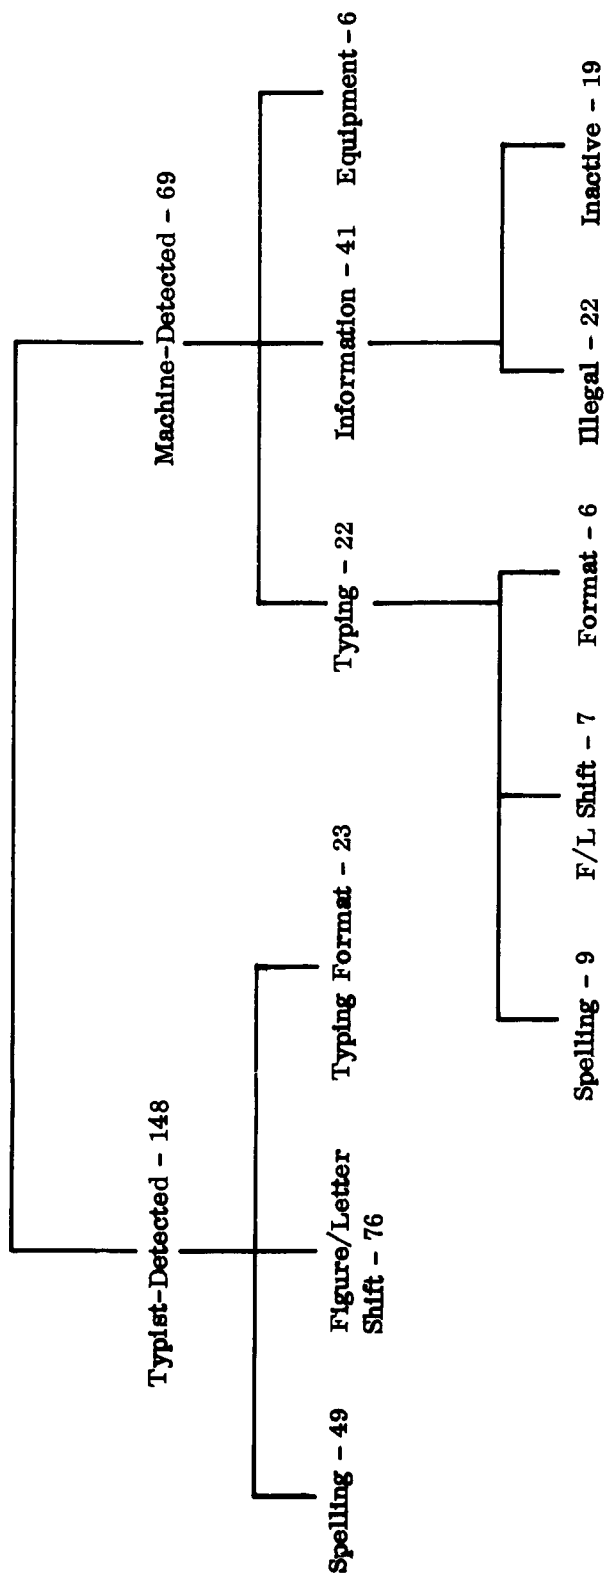 Typist-Detected - 148
Machine-Detected - 69
Spelling - 49
Figure/Letter
Shift - 76
Typing Format - 23
Typing - 22
Information - 41
Equipment - 6
Spelling - 9
F/L Shift - 7
Format - 6
Illegal - 22
Inactive - 19